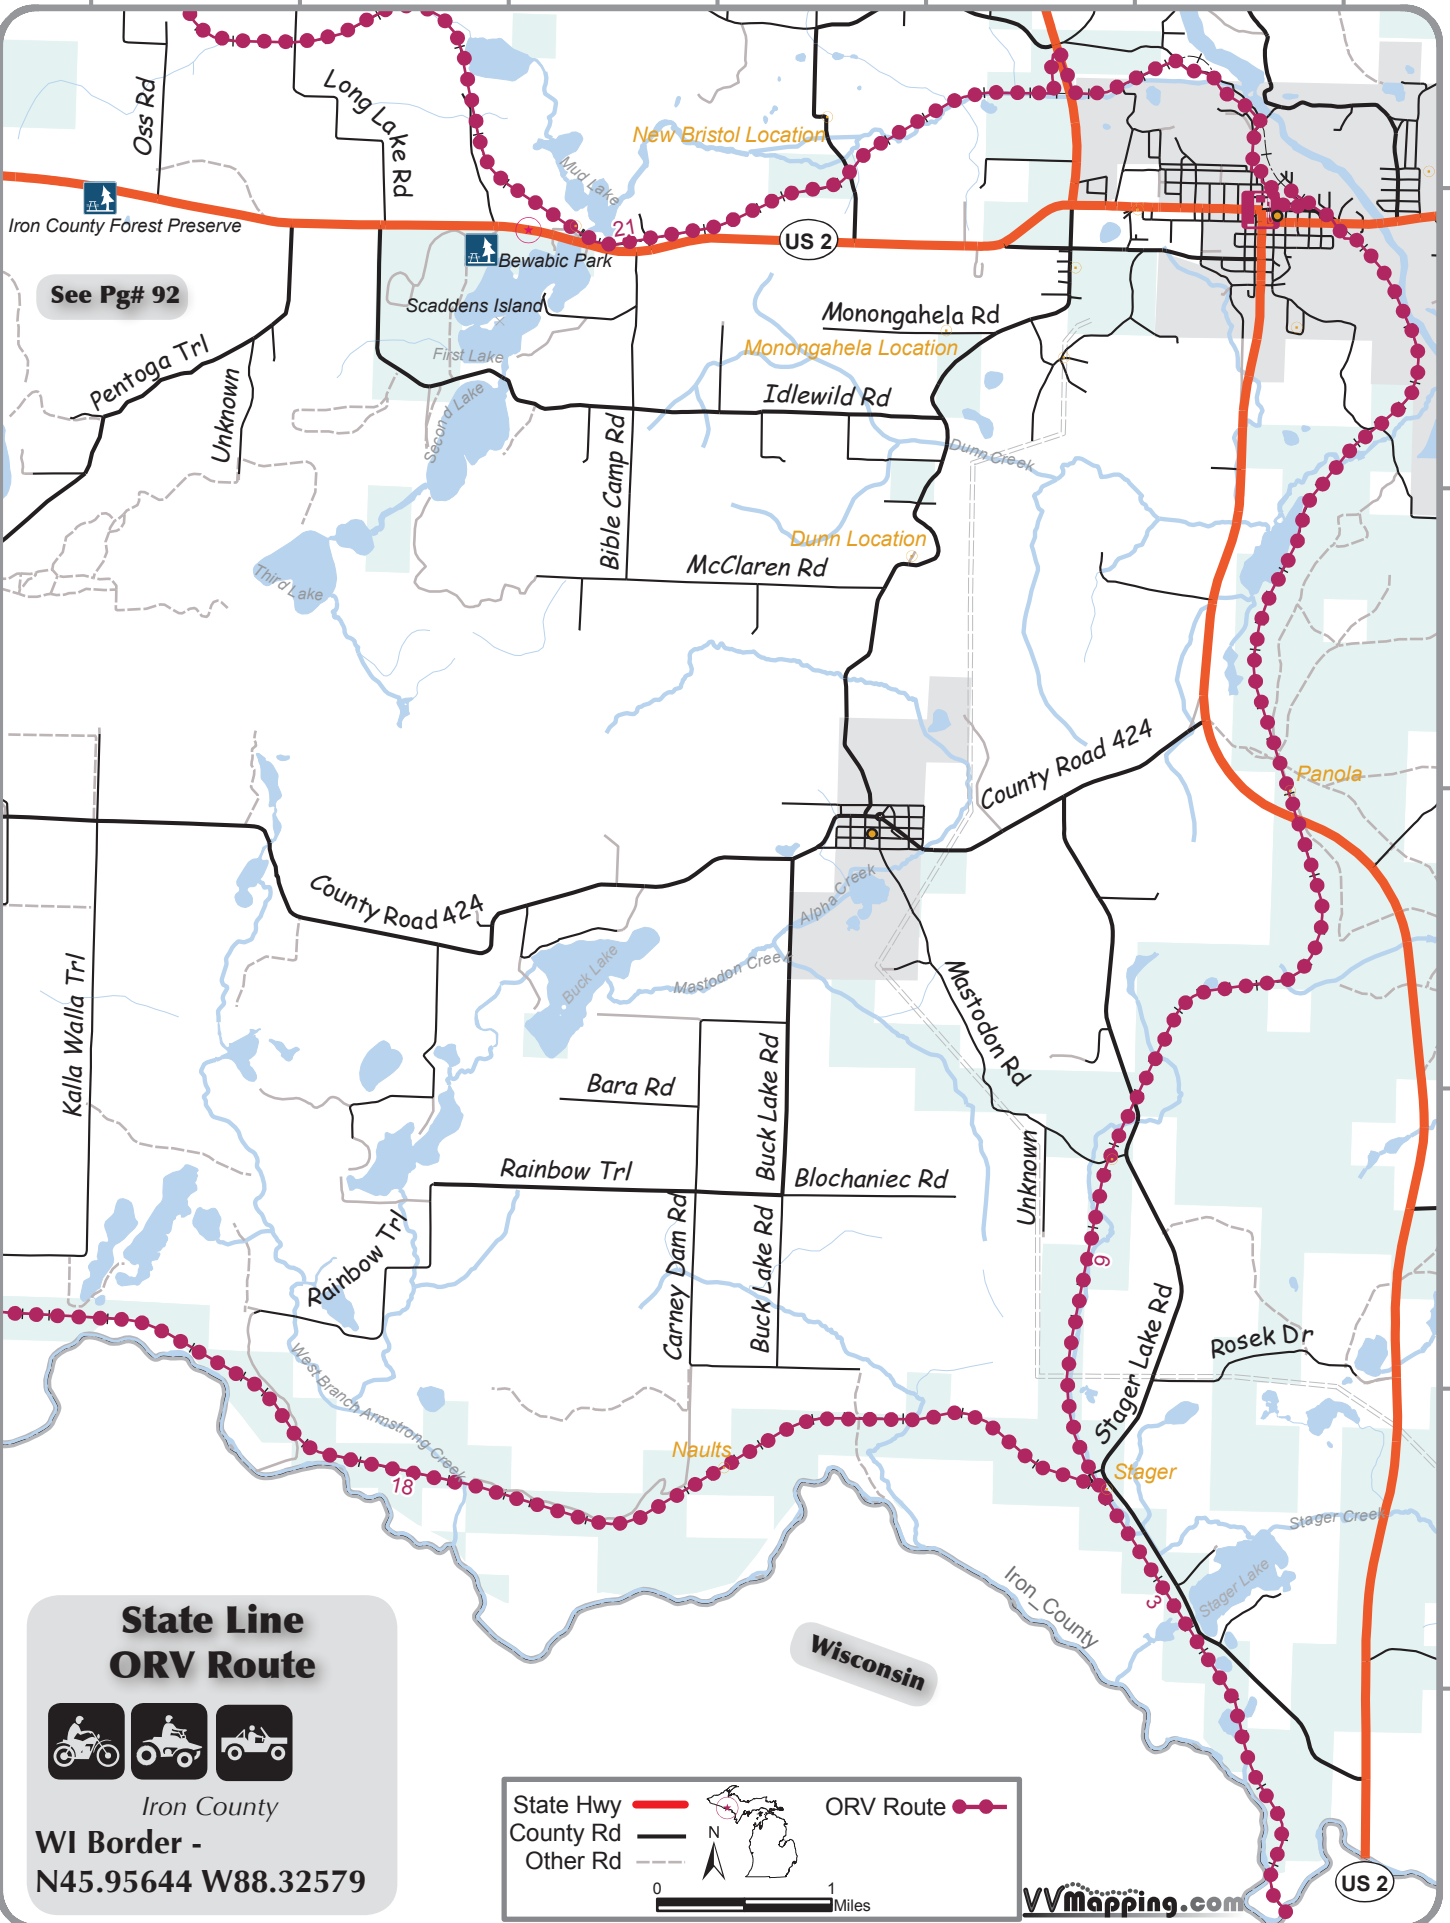 Oss Rd
Long Lake Rd
New Bristol Location
Mud Lake
21
US 2
Iron County Forest Preserve
Bewabic Park
See Pg# 92
Scaddens Island
Monongahela Rd
Monongahela Location
First Lake
Pentoga Trl
Unknown
Second Lake
Idlewild Rd
Bible Camp Rd
Dunn Creek
Dunn Location
McClaren Rd
Third Lake
County Road 424
Panola
County Road 424
Alpha Creek
Buck Lake
Mastodon Creek
Kalla Walla Trl
Mastodon Rd
Bara Rd
Buck Lake Rd
Rainbow Trl
Blochaniec Rd
Unknown
Rainbow Trl
Carney Dam Rd
Buck Lake Rd
9
Stager Lake Rd
Rosek Dr
West Branch Armstrong Creek
Naults
18
Stager
Stager Creek
Stager Lake
3
Iron_County
Wisconsin
State Line
ORV Route
Iron County
WI Border -
N45.95644 W88.32579
State Hwy
County Rd
Other Rd
N
ORV Route
0 1
Miles
VVMapping.com
US 2